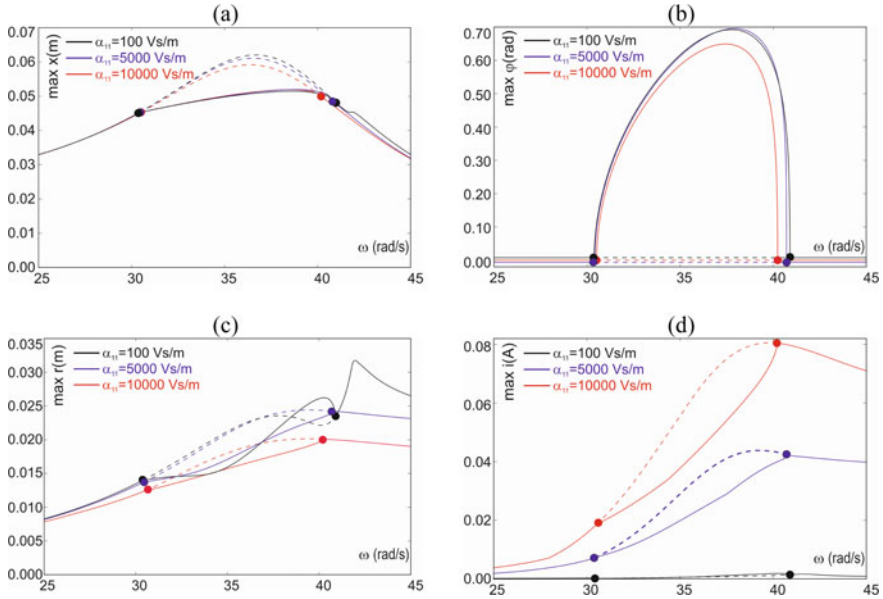 (a)
max x(m)
0.07
0.06
0.05
0.04
0.03
0.02
0.01
0.00
α₁₁=100 Vs/m
α₁₁=5000 Vs/m
α₁₁=10000 Vs/m
ω (rad/s)
25 30 35 40 45
(b)
max φ(rad)
0.70
0.60
0.50
0.40
0.30
0.20
0.10
0.00
α₁₁=100 Vs/m
α₁₁=5000 Vs/m
α₁₁=10000 Vs/m
ω (rad/s)
25 30 35 40 45
(c)
max r(m)
0.035
0.030
0.025
0.020
0.015
0.010
0.005
0.000
α₁₁=100 Vs/m
α₁₁=5000 Vs/m
α₁₁=10000 Vs/m
ω (rad/s)
25 30 35 40 45
(d)
max i(A)
0.08
0.06
0.04
0.02
0.00
α₁₁=100 Vs/m
α₁₁=5000 Vs/m
α₁₁=10000 Vs/m
ω (rad/s)
25 30 35 40 45